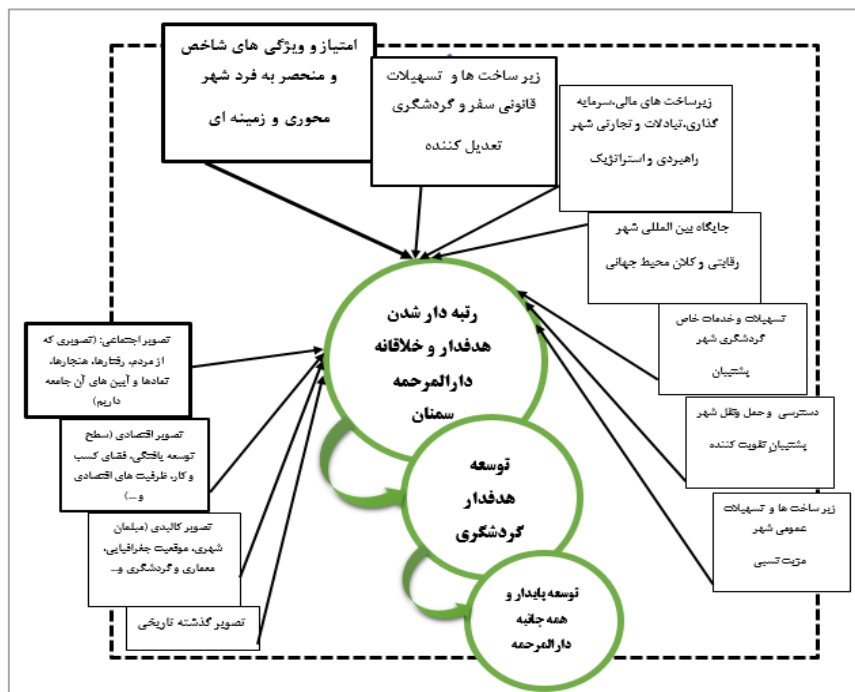 امتیاز و ویژگی های شاخص
و منحصر به فرد شهر
محوری و زمینه ای
زیر ساخت ها و تسهیلات
قانونی سفر و گردشگری
تعدیل کننده
زیرساخت های مالی،سرمایه
گذاری،تبادلات و تجارتی شهر
راهبردی و استراتژیک
جایگاه بین المللی شهر
رقابتی و کلان محیط جهانی
تسهیلات و خدمات خاص
گردشگری شهر
پشتیبان
دسترسی و حمل ونقل شهر
پشتیبان تقویت کننده
زیر ساخت ها و تسهیلات
عمومی شهر
مزیت نسبی
رتبه دار شدن
هدفدار و خلاقانه
دارالمرحمه
سمنان
توسعه
هدفدار
گردشگری
توسعه پایدار و
همه جانبه
دارالمرحمه
تصویر اجتماعی: (تصویری که
از مردم، رفتارها، هنجارها،
نمادها و آیین های آن جامعه
داریم)
تصویر اقتصادی (سطح
توسعه یافتگی، فضای کسب
و کار، ظرفیت های اقتصادی
و ...)
تصویر کالبدی (مبلمان
شهری، موقعیت جغرافیایی،
معماری و گردشگری و...
تصویر گذشته تاریخی